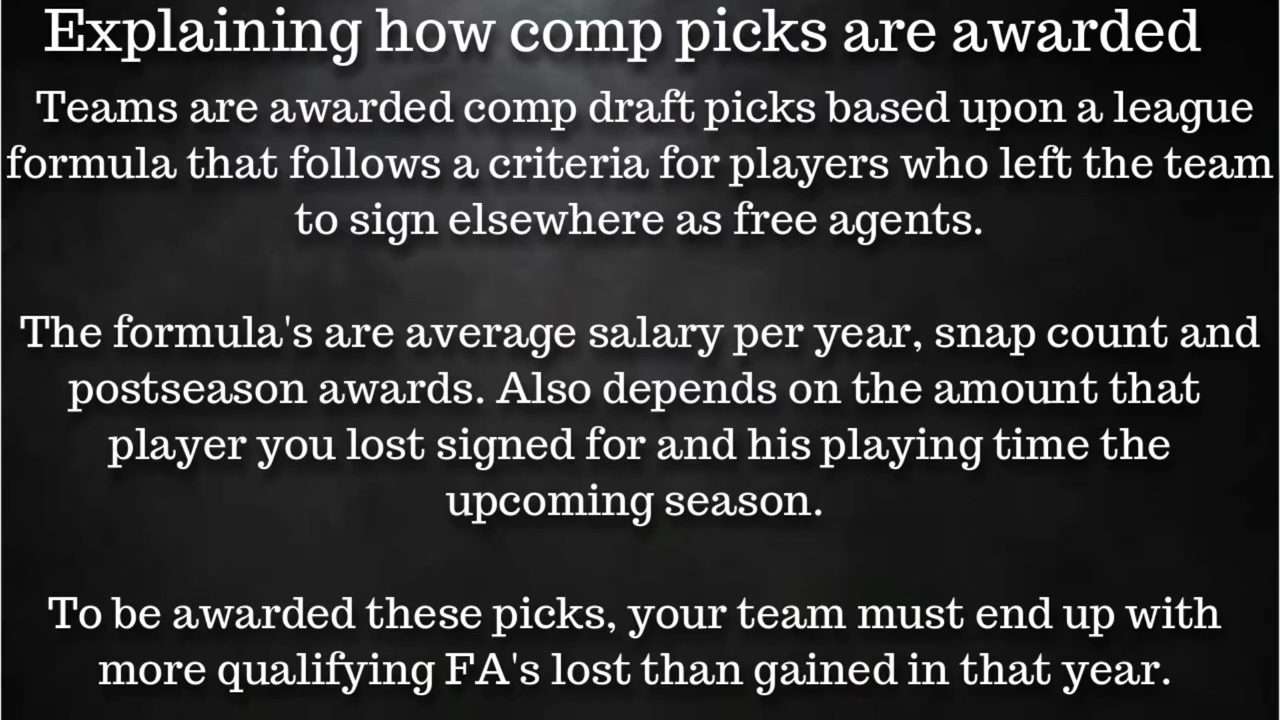 Explaining how comp picks are awarded
Teams are awarded comp draft picks based upon a league
formula that follows a criteria for players who left the team
to sign elsewhere as free agents.
The formula's are average salary per year, snap count and
postseason awards. Also depends on the amount that
player you lost signed for and his playing time the
upcoming season.
To be awarded these picks, your team must end up with
more qualifying FA's lost than gained in that year.